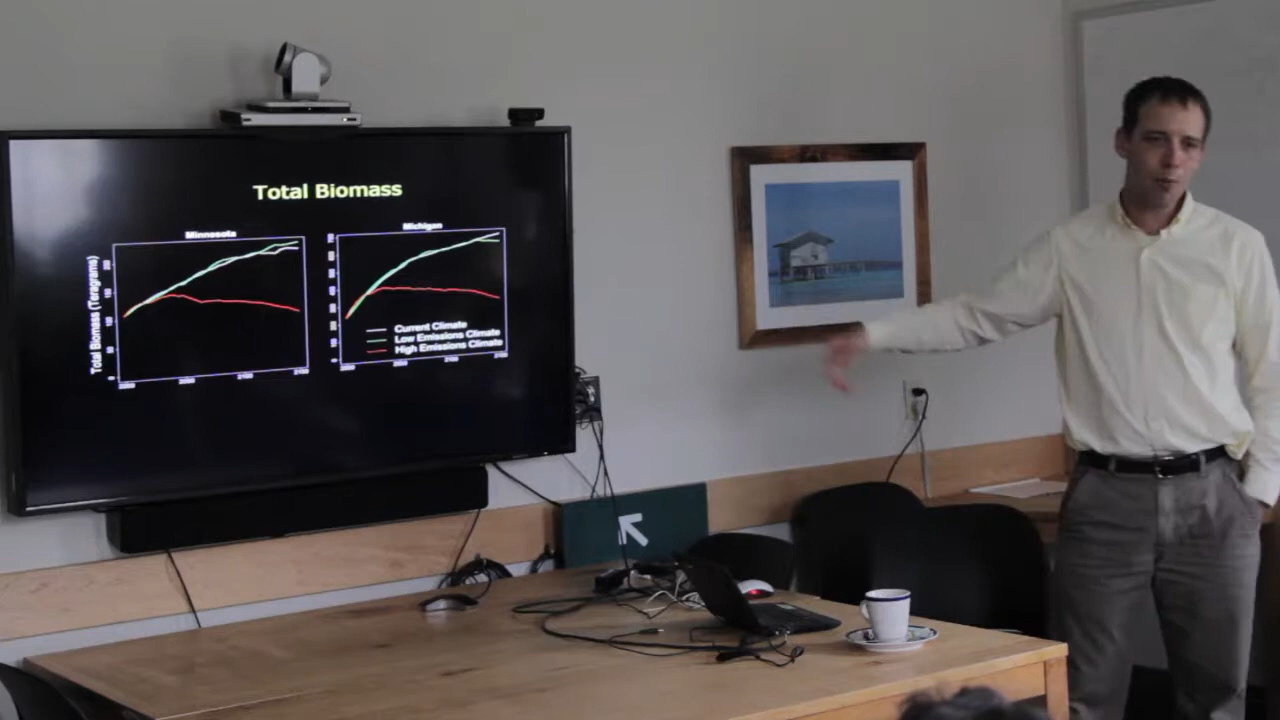 Total Biomass
Minnesota
Michigan
Total Biomass (Teragrams)
Current Climate
Low Emissions Climate
High Emissions Climate